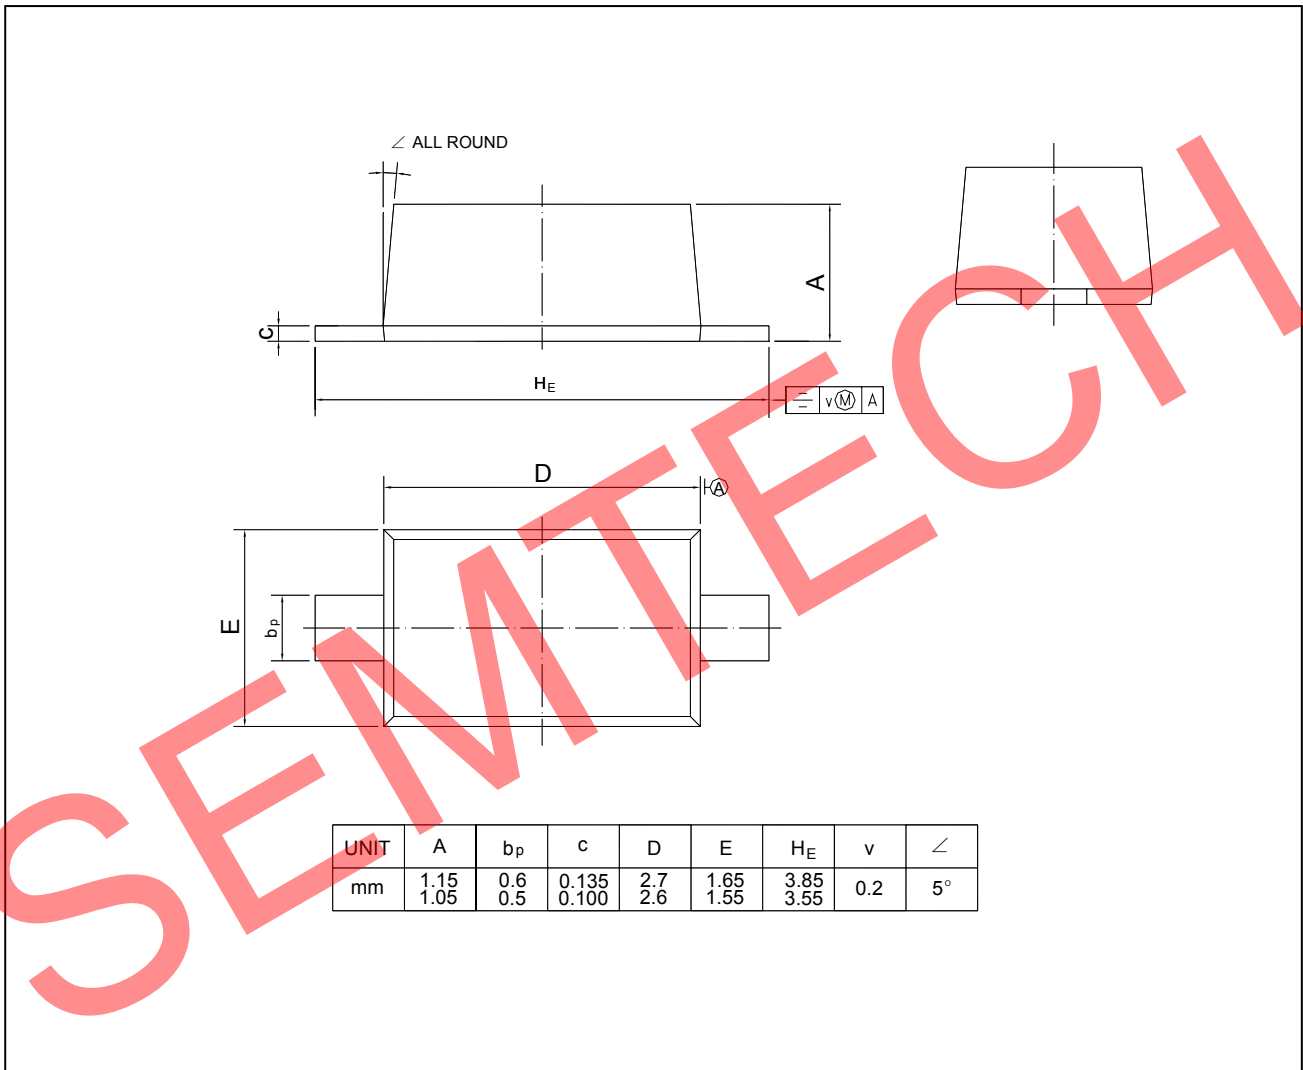 ∠ ALL ROUND
A
c
HE
v Ⓜ A
D
Ⓐ
E
bp
SEMTECH
UNIT A bp c D E HE v ∠
mm 1.15 0.6 0.135 2.7 1.65 3.85 0.2 5°
1.05 0.5 0.100 2.6 1.55 3.55